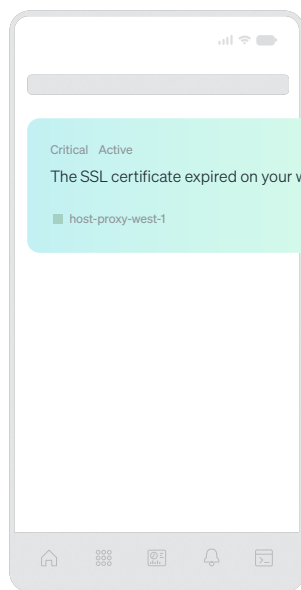 Critical Active
The SSL certificate expired on your
host-proxy-west-1